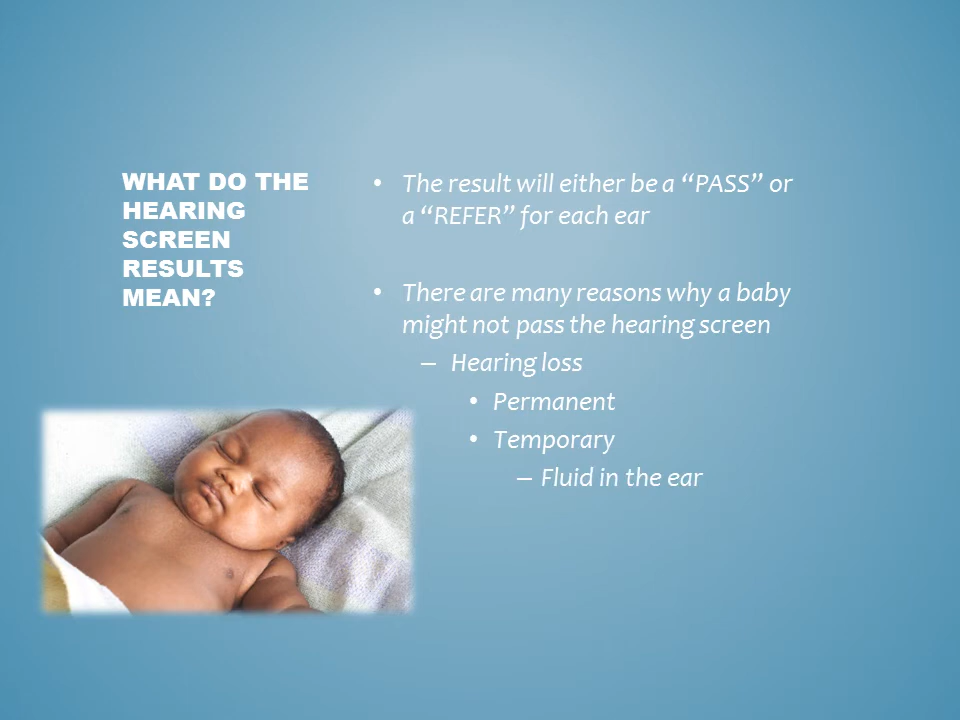 WHAT DO THE
HEARING
SCREEN
RESULTS
MEAN?
• The result will either be a “PASS” or
a “REFER” for each ear
• There are many reasons why a baby
might not pass the hearing screen
– Hearing loss
• Permanent
• Temporary
– Fluid in the ear